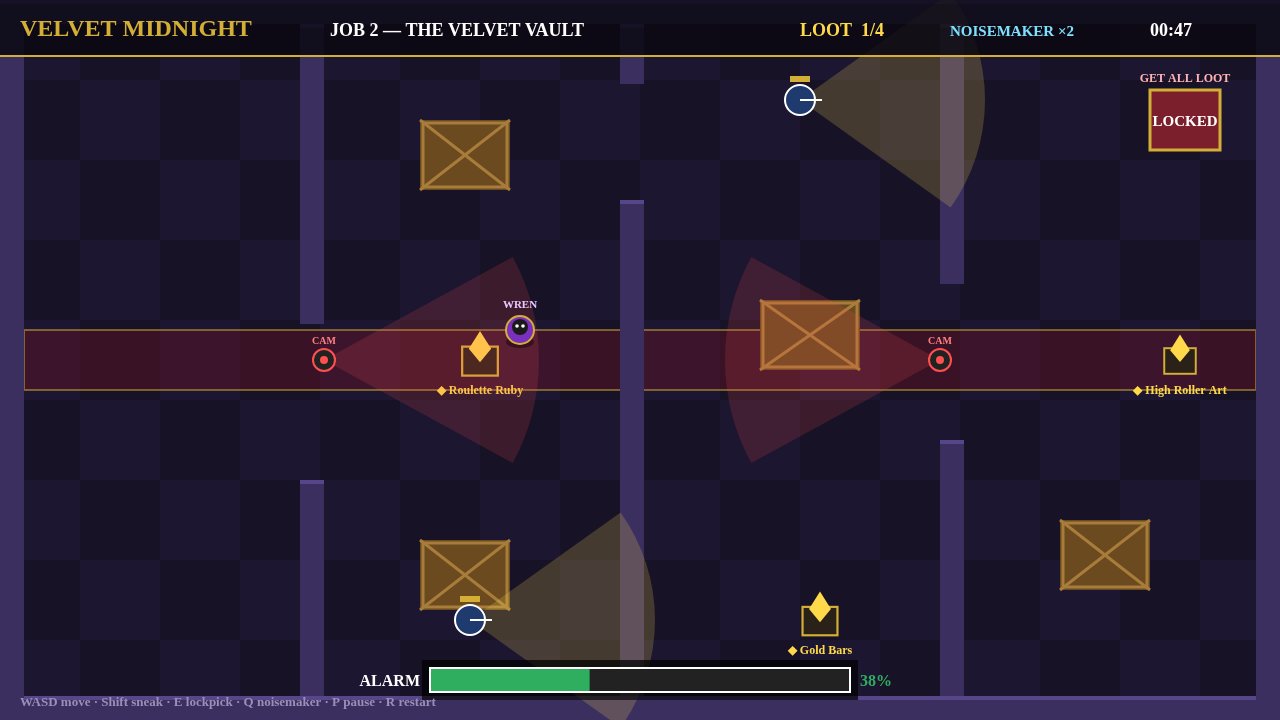 VELVET MIDNIGHT
JOB 2 — THE VELVET VAULT
LOOT 1/4
NOISEMAKER ×2
00:47
GET ALL LOOT
LOCKED
WREN
CAM
CAM
◆ Roulette Ruby
◆ High Roller Art
◆ Gold Bars
ALARM
38%
WASD move · Shift sneak · E lockpick · Q noisemaker · P pause · R restart